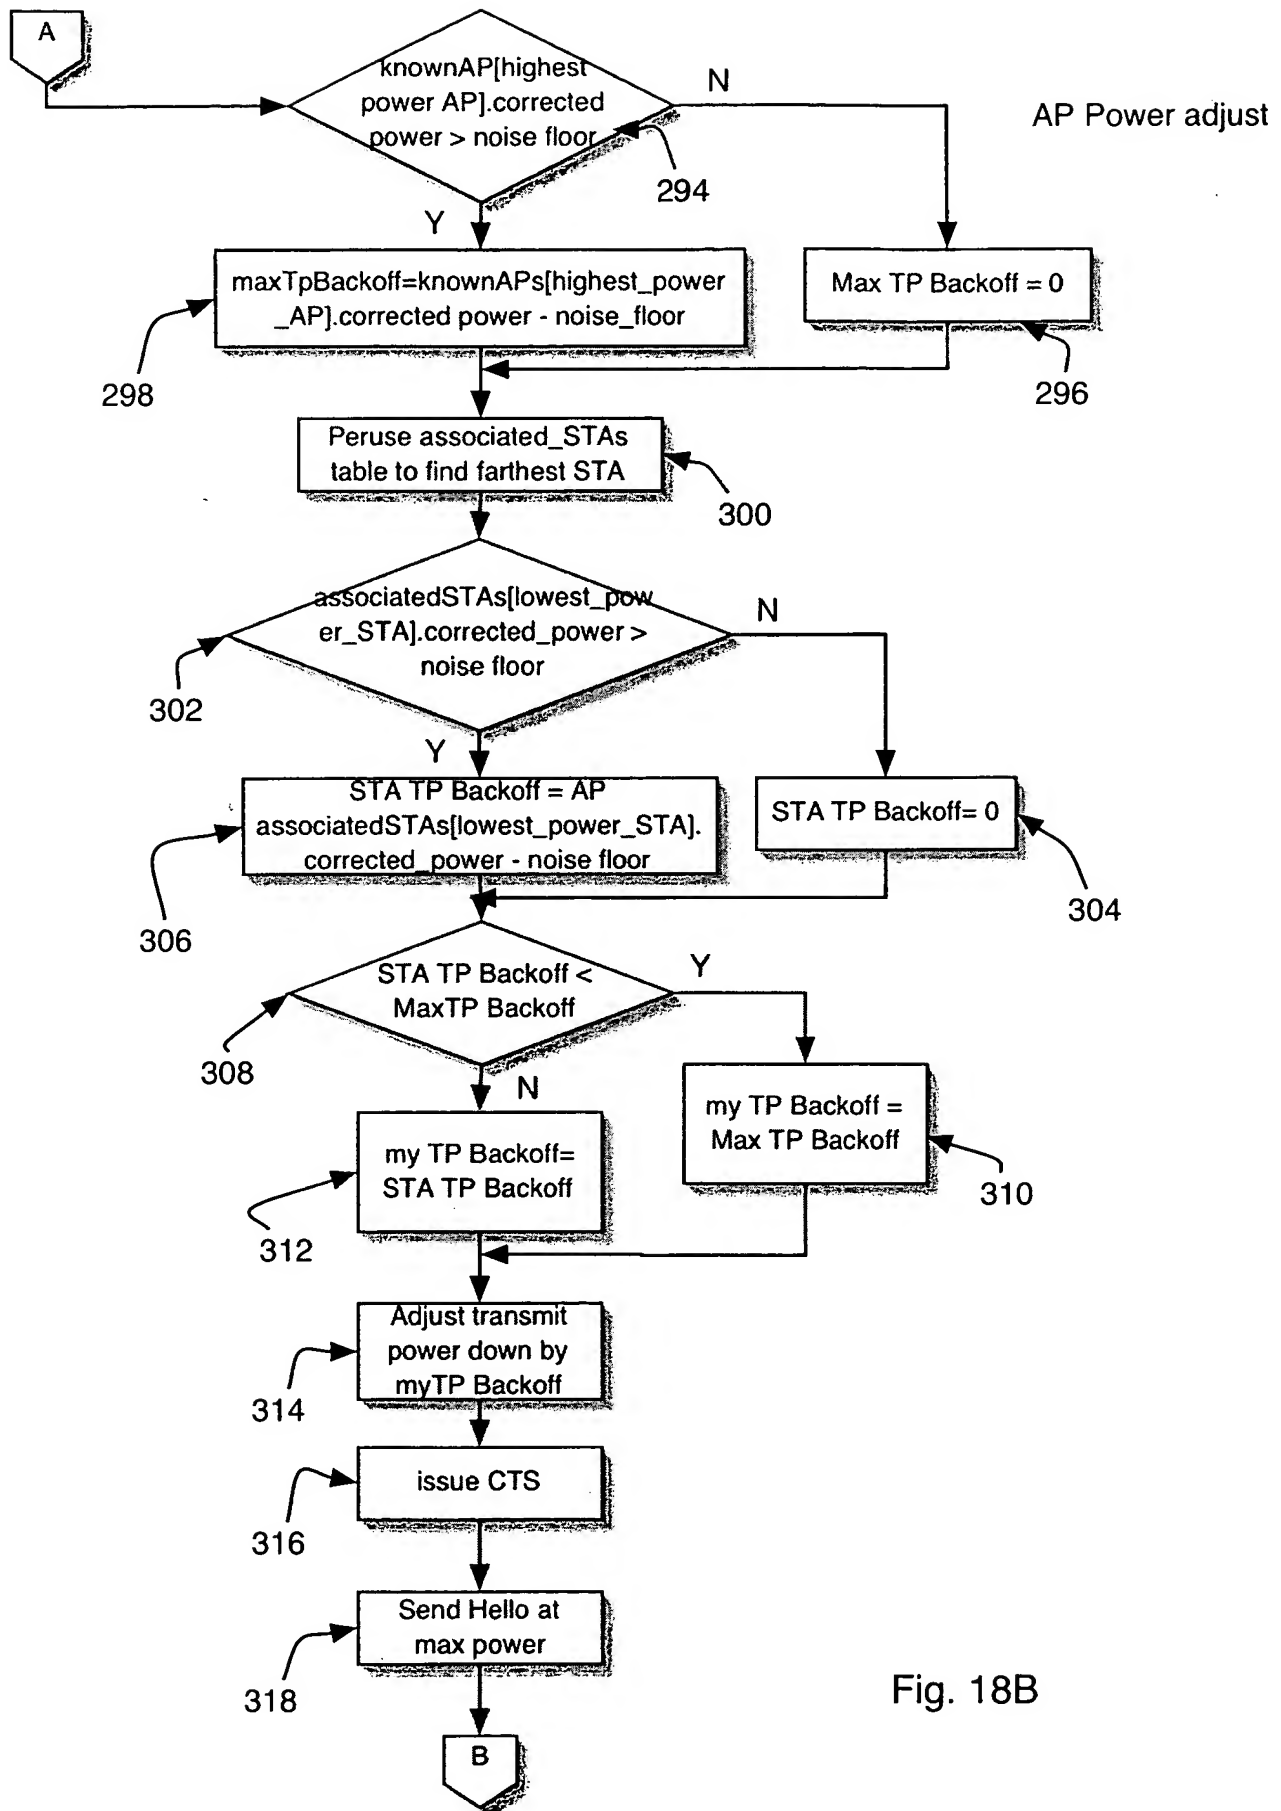 A
knownAP[highest
power AP].corrected
power > noise floor
N
AP Power adjust
294
Y
maxTpBackoff=knownAPs[highest_power
_AP].corrected power - noise_floor
Max TP Backoff = 0
298
296
Peruse associated_STAs
table to find farthest STA
300
associatedSTAs[lowest_pow
er_STA].corrected_power >
noise floor
N
302
Y
STA TP Backoff = AP
associatedSTAs[lowest_power_STA].
corrected_power - noise floor
STA TP Backoff= 0
306
304
STA TP Backoff <
MaxTP Backoff
Y
308
N
my TP Backoff =
Max TP Backoff
my TP Backoff=
STA TP Backoff
310
312
Adjust transmit
power down by
myTP Backoff
314
issue CTS
316
Send Hello at
max power
318
Fig. 18B
B